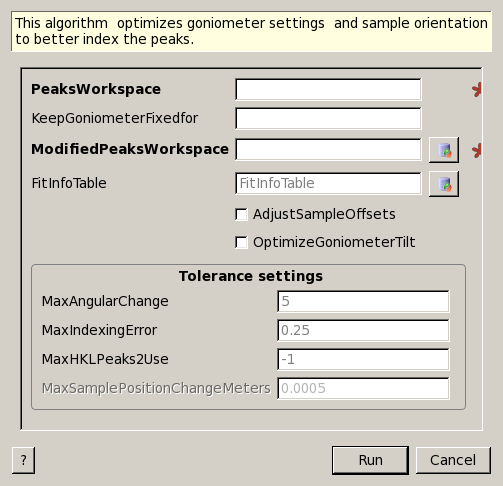 This algorithm  optimizes goniometer settings  and sample orientation
to better index the peaks.
PeaksWorkspace
KeepGoniometerFixedfor
ModifiedPeaksWorkspace
FitInfoTable FitInfoTable
AdjustSampleOffsets
OptimizeGoniometerTilt
Tolerance settings
MaxAngularChange 5
MaxIndexingError 0.25
MaxHKLPeaks2Use -1
MaxSamplePositionChangeMeters 0.0005
? Run Cancel